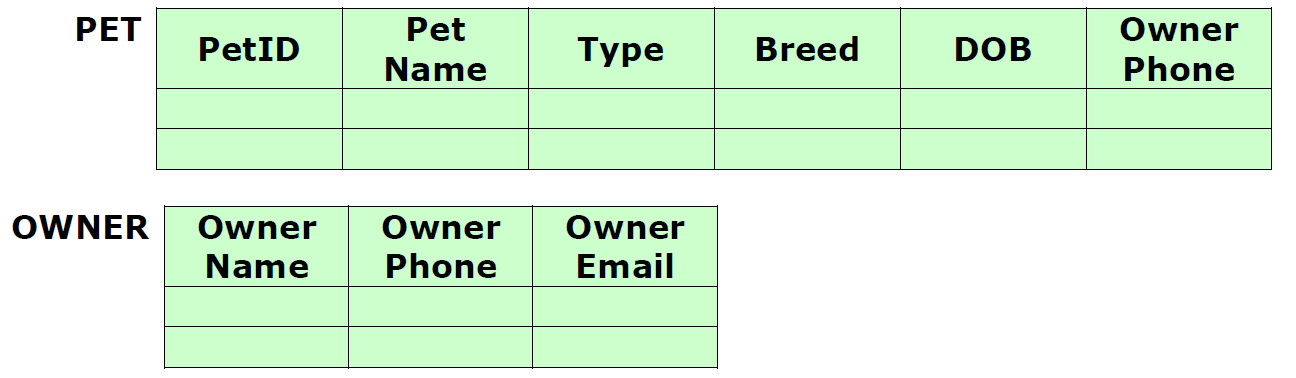 PET
PetID Pet Name Type Breed DOB Owner Phone
OWNER
Owner Name Owner Phone Owner Email